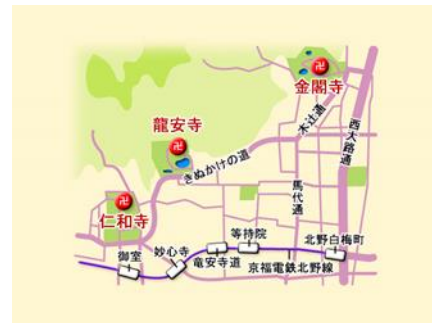 金閣寺
木辻通
西大路通
龍安寺
きぬかけの道
馬代通
仁和寺
等待院
北野白梅町
妙心寺
竜安寺道
御室
京福電鉄北野線